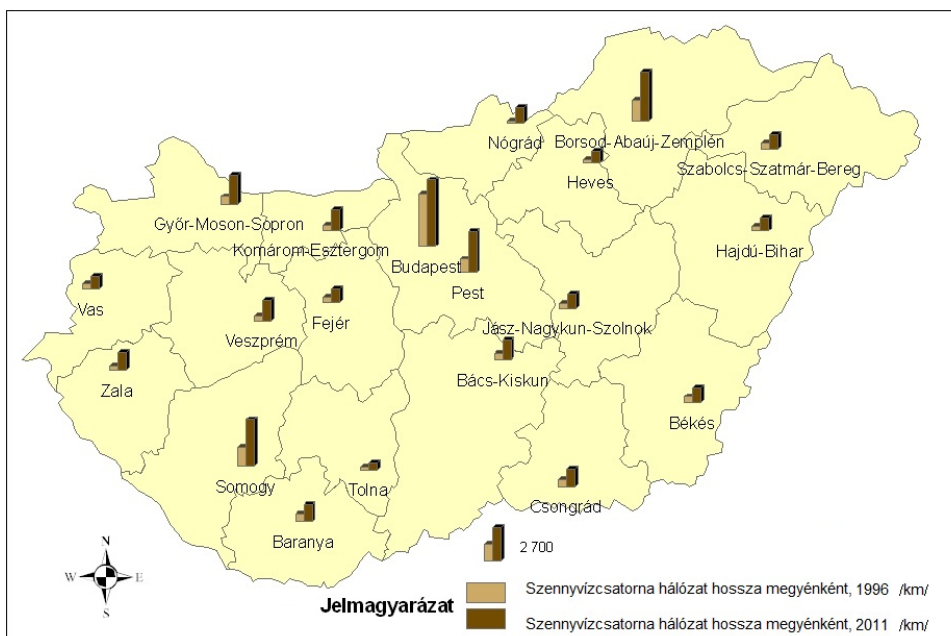 Nógrád
Borsod-Abaúj-Zemplén
Heves
Szabolcs-Szatmár-Bereg
Győr-Moson-Sopron
Komárom-Esztergom
Budapest
Hajdú-Bihar
Pest
Vas
Veszprém
Fejér
Jász-Nagykun-Szolnok
Zala
Bács-Kiskun
Békés
Somogy
Tolna
Csongrád
Baranya
N
W
E
S
2 700
Jelmagyarázat
Szennyvízcsatorna hálózat hossza megyénként, 1996 /km/
Szennyvízcsatorna hálózat hossza megyénként, 2011 /km/